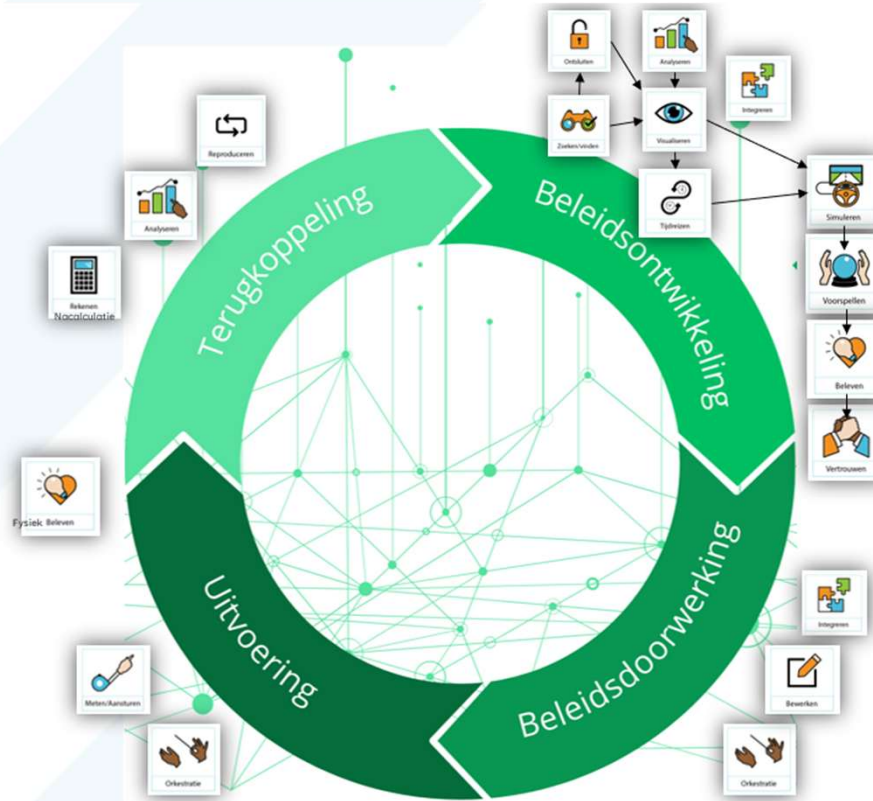 Ontsluiten
Analyseren
Integreren
Zoeken/vinden
Visualiseren
Tijdreizen
Simuleren
Voorspellen
Beleven
Vertrouwen
Beleidsontwikkeling
Integreren
Bewerken
Orkestratie
Beleidsdoorwerking
Orkestratie
Meten/Aansturen
Fysiek Beleven
Uitvoering
Rekenen
Nacalculatie
Analyseren
Reproduceren
Terugkoppeling